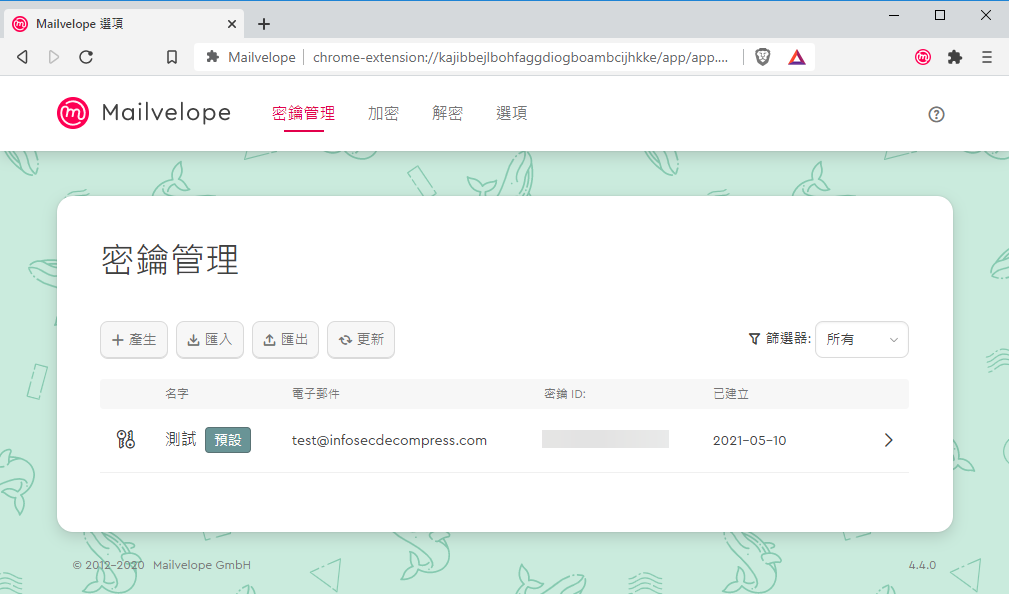 Mailvelope 選項
Mailvelope chrome-extension://kajibbejlbohfaggdiogboambcijhkke/app/app....
Mailvelope 密鑰管理 加密 解密 選項
密鑰管理
產生 匯入 匯出 更新 篩選器: 所有
名字 電子郵件 密鑰 ID: 已建立
測試 預設 test@infosecdecompress.com 2021-05-10
© 2012-2020 Mailvelope GmbH 4.4.0